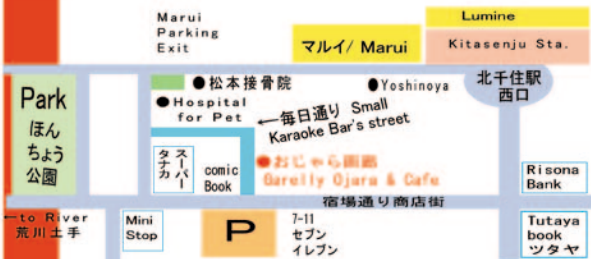 Marui
Parking
Exit
マルイ/ Marui
Lumine
Kitasenju Sta.
北千住駅
西口
●松本接骨院
●Yoshinoya
●Hospital
for Pet
←毎日通り Small
Karaoke Bar's street
Park
ほん
ちょう
公園
スーパー
タナカ
comic
Book
●おじゃら画廊
Garelly Ojara & Cafe
Risona
Bank
宿場通り商店街
←to River
荒川土手
Mini
Stop
P
7-11
セブン
イレブン
Tutaya
book
ツタヤ